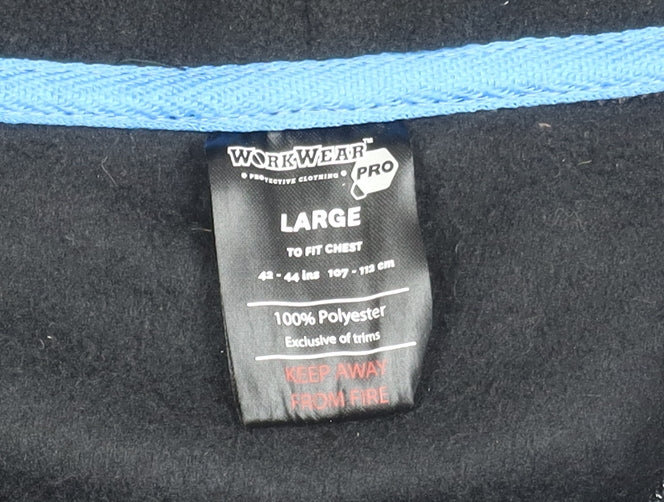 WORKWEAR™
PRO
PROTECTIVE CLOTHING
LARGE
TO FIT CHEST
42 - 44 ins 107 - 112 cm
100% Polyester
Exclusive of trims
KEEP AWAY
FROM FIRE